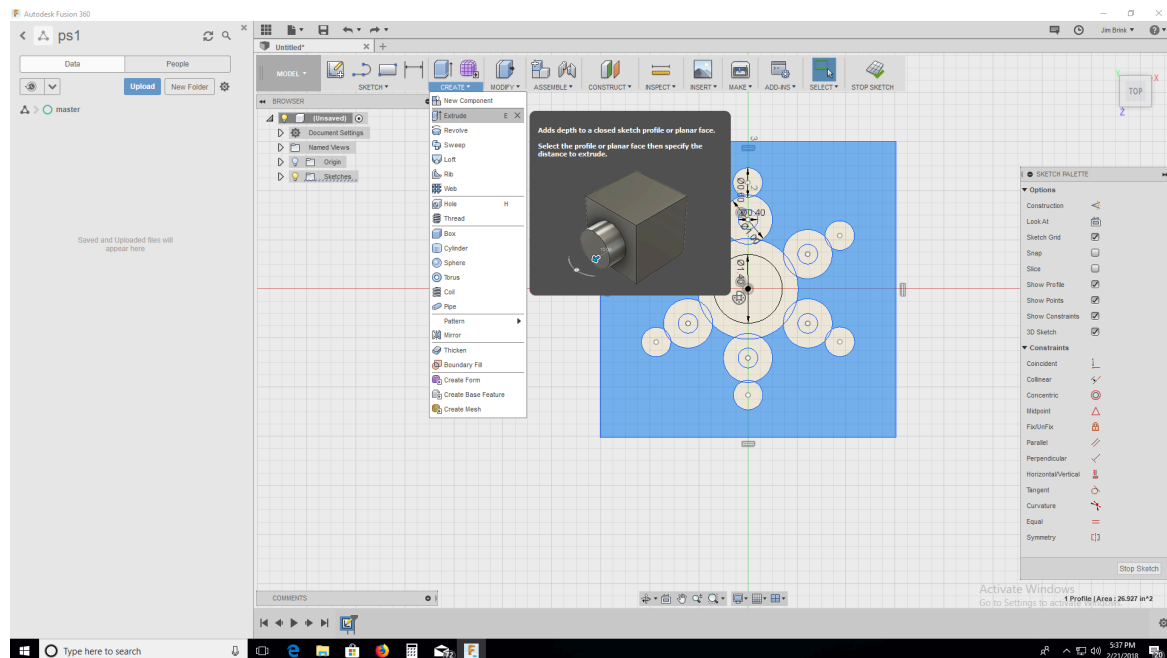 Autodesk Fusion 360
ps1
Data
People
Upload
New Folder
master
Saved and Uploaded files will
appear here
Untitled*
Jim Brink
MODEL
SKETCH
CREATE
MODIFY
ASSEMBLE
CONSTRUCT
INSPECT
INSERT
MAKE
ADD-INS
SELECT
STOP SKETCH
BROWSER
(Unsaved)
Document Settings
Named Views
Origin
Sketches
New Component
Extrude E
Revolve
Sweep
Loft
Rib
Web
Hole H
Thread
Box
Cylinder
Sphere
Torus
Coil
Pipe
Pattern
Mirror
Thicken
Boundary Fill
Create Form
Create Base Feature
Create Mesh
Adds depth to a closed sketch profile or planar face.
Select the profile or planar face then specify the
distance to extrude.
3
2
Ø0.40
Ø1.40
TOP
X
Y
Z
SKETCH PALETTE
Options
Construction
Look At
Sketch Grid
Snap
Slice
Show Profile
Show Points
Show Constraints
3D Sketch
Constraints
Coincident
Collinear
Concentric
Midpoint
Fix/UnFix
Parallel
Perpendicular
Horizontal/Vertical
Tangent
Curvature
Equal
Symmetry
Stop Sketch
COMMENTS
Activate Windows
Go to Settings to activate Windows.
1 Profile | Area : 26.927 in^2
Type here to search
72
5:37 PM
2/21/2018
20